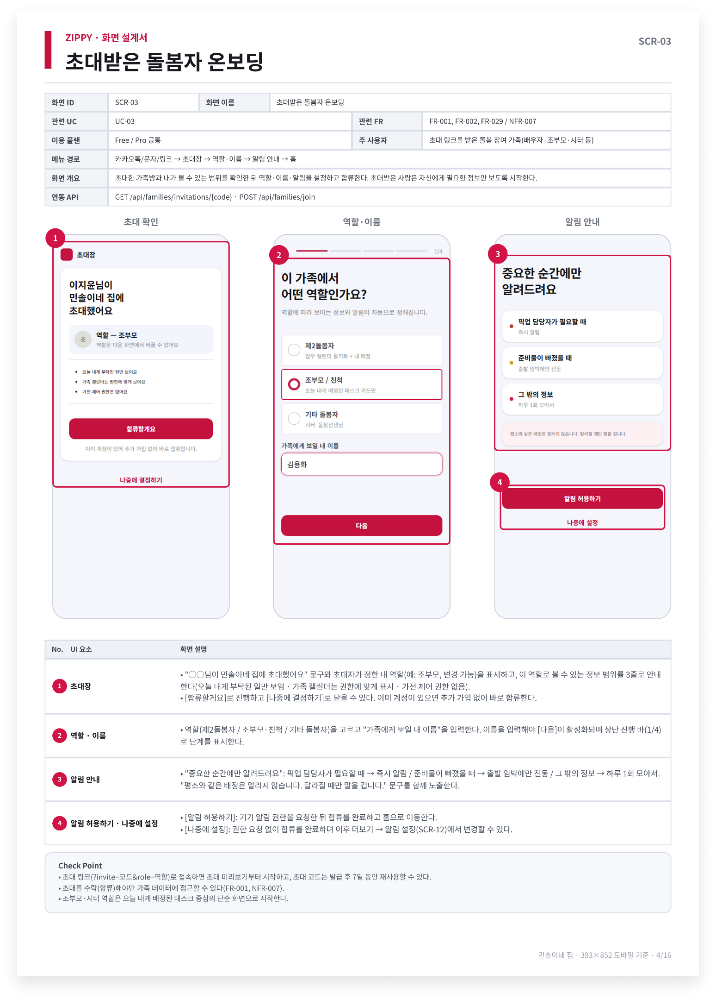 ZIPPY · 화면 설계서
초대받은 돌봄자 온보딩
SCR-03
화면 ID SCR-03 화면 이름 초대받은 돌봄자 온보딩
관련 UC UC-03 관련 FR FR-001, FR-002, FR-029 / NFR-007
이용 플랜 Free / Pro 공통 주 사용자 초대 링크를 받은 돌봄 참여 가족(배우자·조부모·시터 등)
메뉴 경로 카카오톡/문자/링크 → 초대장 → 역할·이름 → 알림 안내 → 홈
화면 개요 초대한 가족방과 내가 볼 수 있는 범위를 확인한 뒤 역할·이름·알림을 설정하고 합류한다. 초대받은 사람은 자신에게 필요한 정보만 보도록 시작한다.
연동 API GET /api/families/invitations/{code} · POST /api/families/join
초대 확인
1
초대장
이지윤님이
민솔이네 집에
초대했어요
조
역할 — 조부모
역할은 다음 화면에서 바꿀 수 있어요
• 오늘 내게 부탁된 일만 보여요
• 가족 캘린더는 권한에 맞게 보여요
• 가전 제어 권한은 없어요
합류할게요
이미 계정이 있어 추가 가입 없이 바로 합류합니다.
나중에 결정하기
역할·이름
2
1/4
이 가족에서
어떤 역할인가요?
역할에 따라 보이는 정보와 알림이 자동으로 정해집니다.
제2돌봄자
업무 캘린더 동기화 + 내 배정
조부모 / 친척
오늘 내게 배정된 태스크 카드만
기타 돌봄자
시터·돌봄선생님
가족에게 보일 내 이름
김용화
다음
알림 안내
3
중요한 순간에만
알려드려요
픽업 담당자가 필요할 때
즉시 알림
준비물이 빠졌을 때
출발 임박에만 진동
그 밖의 정보
하루 1회 모아서
평소와 같은 배정은 알리지 않습니다. 달라질 때만 말을 겁니다.
4
알림 허용하기
나중에 설정
No. UI 요소 화면 설명
1 초대장
• "○○님이 민솔이네 집에 초대했어요" 문구와 초대자가 정한 내 역할(예: 조부모, 변경 가능)을 표시하고, 이 역할로 볼 수 있는 정보 범위를 3줄로 안내
한다(오늘 내게 부탁된 일만 보임 · 가족 캘린더는 권한에 맞게 표시 · 가전 제어 권한 없음).
• [합류할게요]로 진행하고 [나중에 결정하기]로 닫을 수 있다. 이미 계정이 있으면 추가 가입 없이 바로 합류한다.
2 역할 · 이름
• 역할(제2돌봄자 / 조부모·친척 / 기타 돌봄자)을 고르고 "가족에게 보일 내 이름"을 입력한다. 이름을 입력해야 [다음]이 활성화되며 상단 진행 바(1/4)
로 단계를 표시한다.
3 알림 안내
• "중요한 순간에만 알려드려요": 픽업 담당자가 필요할 때 → 즉시 알림 / 준비물이 빠졌을 때 → 출발 임박에만 진동 / 그 밖의 정보 → 하루 1회 모아서.
"평소와 같은 배정은 알리지 않습니다. 달라질 때만 말을 겁니다." 문구를 함께 노출한다.
4 알림 허용하기 · 나중에 설정
• [알림 허용하기]: 기기 알림 권한을 요청한 뒤 합류를 완료하고 홈으로 이동한다.
• [나중에 설정]: 권한 요청 없이 합류를 완료하며 이후 더보기 → 알림 설정(SCR-12)에서 변경할 수 있다.
Check Point
• 초대 링크(?invite=코드&role=역할)로 접속하면 초대 미리보기부터 시작하고, 초대 코드는 발급 후 7일 동안 재사용할 수 있다.
• 초대를 수락(합류)해야만 가족 데이터에 접근할 수 있다(FR-001, NFR-007).
• 조부모·시터 역할은 오늘 내게 배정된 태스크 중심의 단순 화면으로 시작한다.
민솔이네 집 · 393×852 모바일 기준 · 4/16